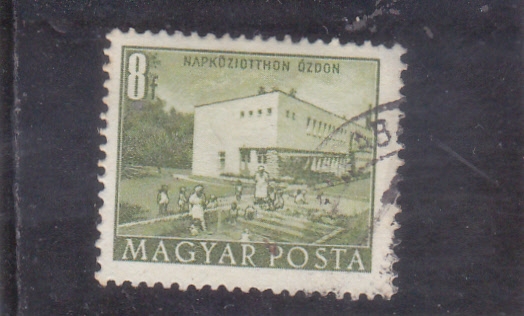 NAPKÖZIOTTHON ÓZDON
8f
MAGYAR POSTA
B